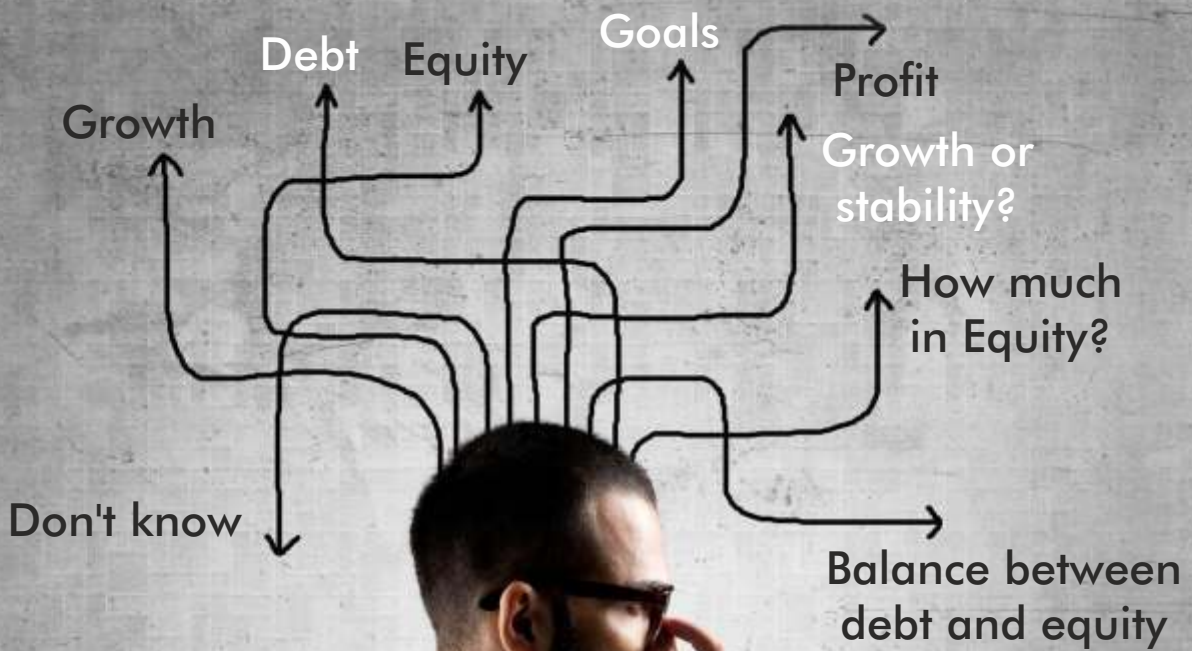 Goals
Debt
Equity
Profit
Growth
Growth or
stability?
How much
in Equity?
Don't know
Balance between
debt and equity